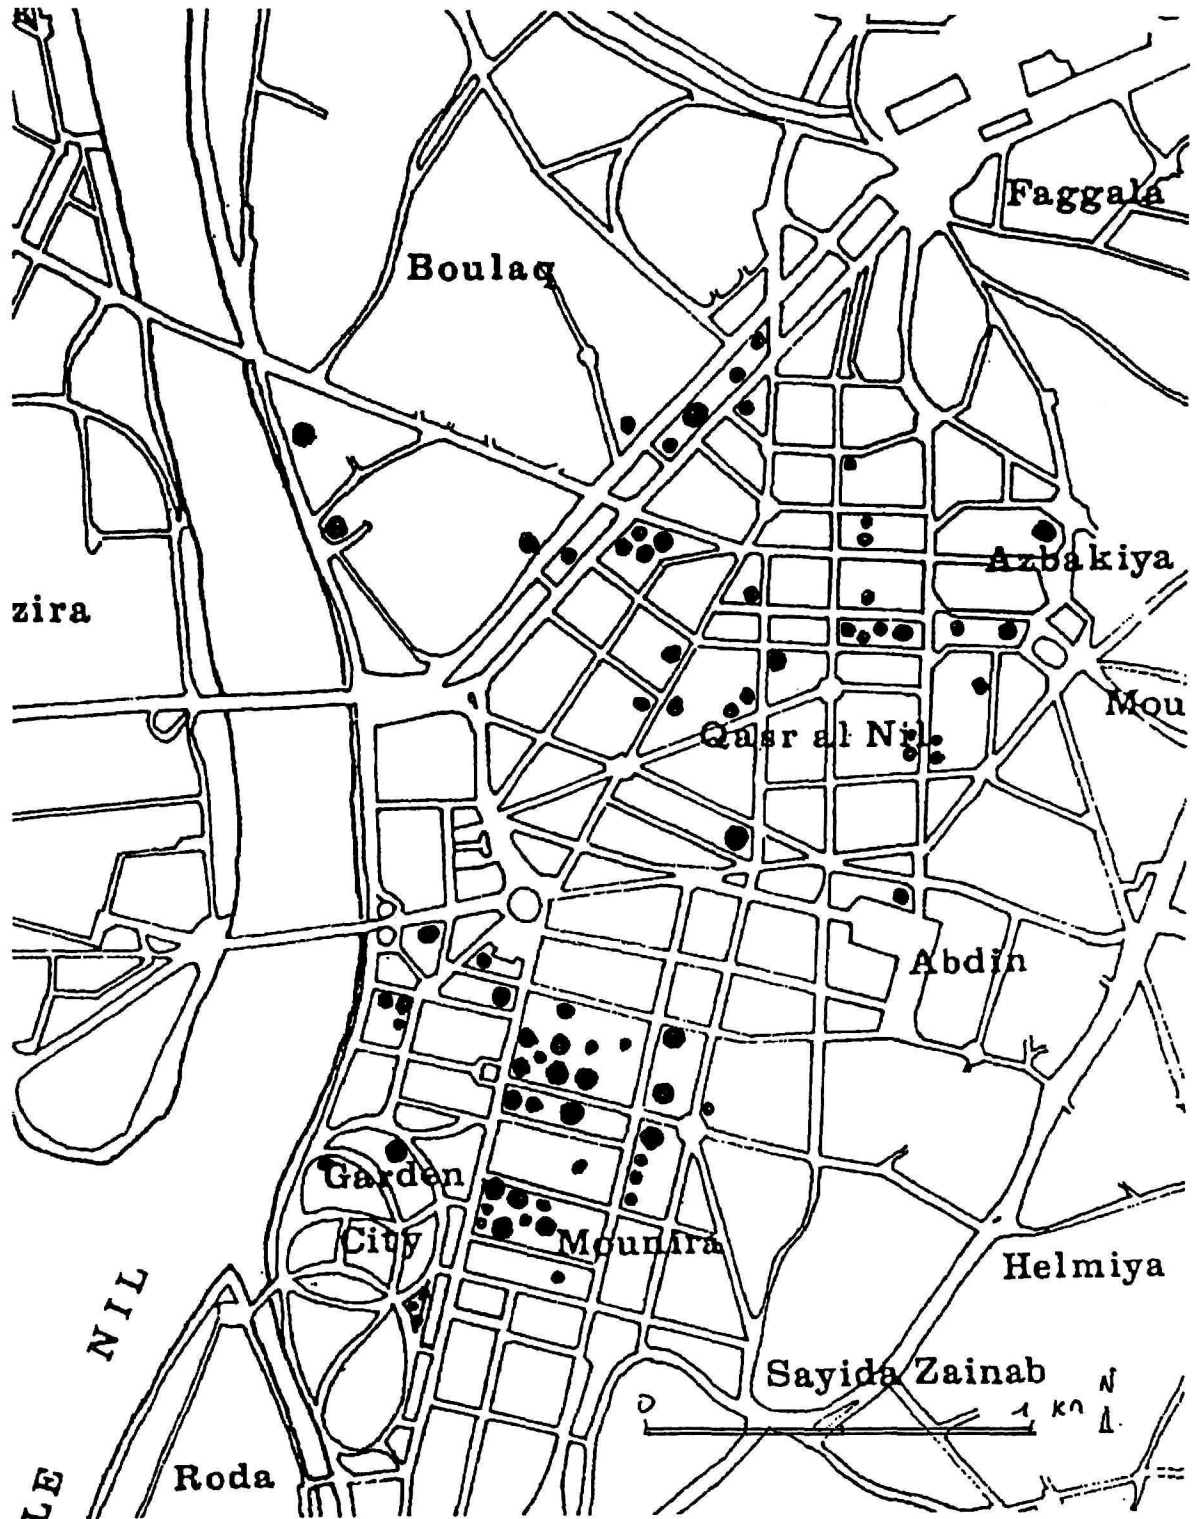 Faggala
Boulaq
Azbakiya
zira
Mou
Qasr al Nil
Abdin
Garden
City
Mounira
Helmiya
NIL
Sayida Zainab
N
0 1 KM
Roda
LE